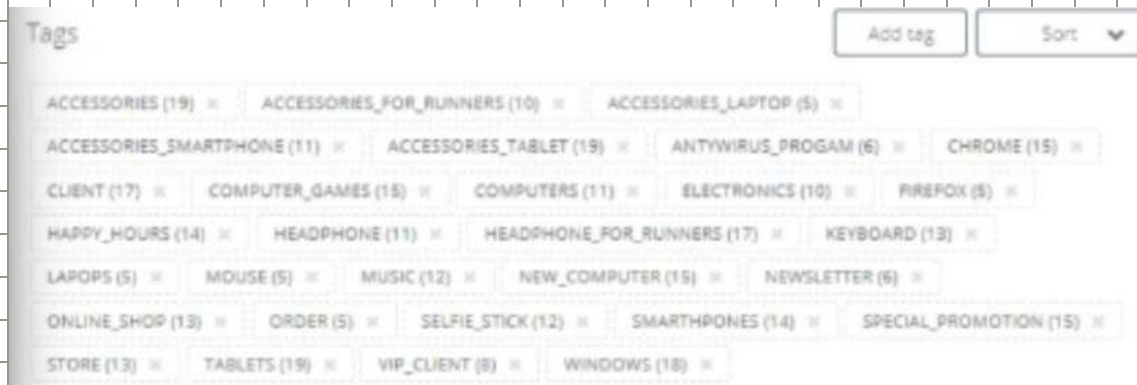 Tags Add tag Sort
ACCESSORIES (19) × ACCESSORIES_FOR_RUNNERS (10) × ACCESSORIES_LAPTOP (5) ×
ACCESSORIES_SMARTPHONE (11) × ACCESSORIES_TABLET (19) × ANTYWIRUS_PROGAM (6) × CHROME (15) ×
CLIENT (17) × COMPUTER_GAMES (15) × COMPUTERS (11) × ELECTRONICS (10) × FIREFOX (5) ×
HAPPY_HOURS (14) × HEADPHONE (11) × HEADPHONE_FOR_RUNNERS (17) × KEYBOARD (13) ×
LAPOPS (5) × MOUSE (5) × MUSIC (12) × NEW_COMPUTER (15) × NEWSLETTER (6) ×
ONLINE_SHOP (13) × ORDER (5) × SELFIE_STICK (12) × SMARTHPONES (14) × SPECIAL_PROMOTION (15) ×
STORE (13) × TABLETS (19) × VIP_CLIENT (8) × WINDOWS (18) ×